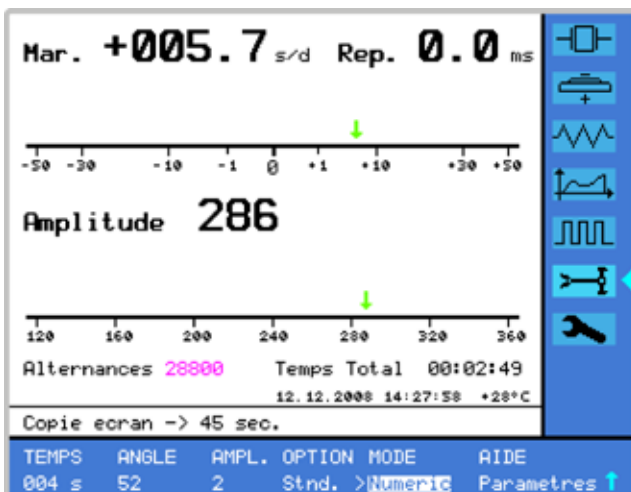 Mar. +005.7 s/d Rep. 0.0 ms
-50 -30 -10 -1 0 +1 +10 +30 +50
Amplitude 286
120 160 200 240 280 320 360
Alternances 28800 Temps Total 00:02:49
12.12.2008 14:27:58 +28°C
Copie ecran -> 45 sec.
TEMPS ANGLE AMPL. OPTION MODE AIDE
004 s 52 2 Stnd. >Numeric Parametres ↑